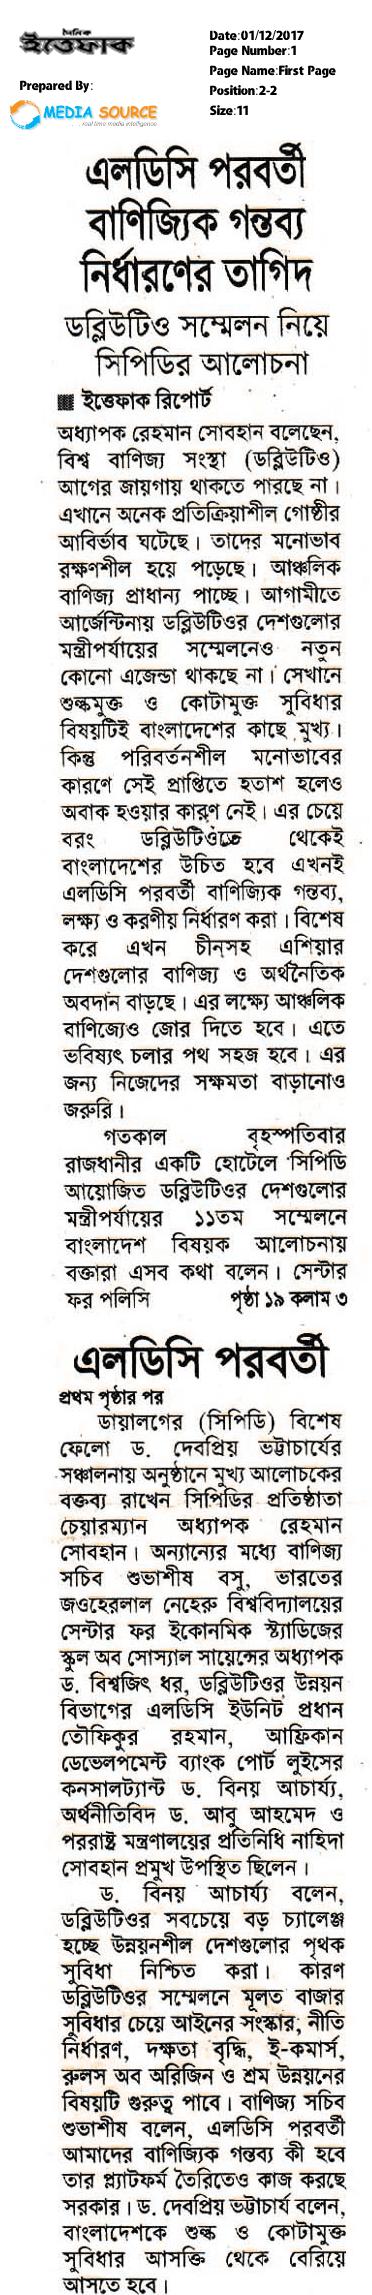 দৈনিক
ইত্তেফাক
Prepared By:
MEDIA SOURCE
real time media intelligence
Date:01/12/2017
Page Number:1
Page Name:First Page
Position:2-2
Size:11
এলডিসি পরবর্তী
বাণিজ্যিক গন্তব্য
নির্ধারণের তাগিদ
ডব্লিউটিও সম্মেলন নিয়ে
সিপিডির আলোচনা
ইত্তেফাক রিপোর্ট
অধ্যাপক রেহমান সোবহান বলেছেন,
বিশ্ব বাণিজ্য সংস্থা (ডব্লিউটিও)
আগের জায়গায় থাকতে পারছে না।
এখানে অনেক প্রতিক্রিয়াশীল গোষ্ঠীর
আবির্ভাব ঘটেছে। তাদের মনোভাব
রক্ষণশীল হয়ে পড়েছে। আঞ্চলিক
বাণিজ্য প্রাধান্য পাচ্ছে। আগামীতে
আর্জেন্টিনায় ডব্লিউটিওর দেশগুলোর
মন্ত্রীপর্যায়ের সম্মেলনেও নতুন
কোনো এজেন্ডা থাকছে না। সেখানে
শুল্কমুক্ত ও কোটামুক্ত সুবিধার
বিষয়টিই বাংলাদেশের কাছে মুখ্য।
কিন্তু পরিবর্তনশীল মনোভাবের
কারণে সেই প্রাপ্তিতে হতাশ হলেও
অবাক হওয়ার কারণ নেই। এর চেয়ে
বরং ডব্লিউটিওতে থেকেই
বাংলাদেশের উচিত হবে এখনই
এলডিসি পরবর্তী বাণিজ্যিক গন্তব্য,
লক্ষ্য ও করণীয় নির্ধারণ করা। বিশেষ
করে এখন চীনসহ এশিয়ার
দেশগুলোর বাণিজ্য ও অর্থনৈতিক
অবদান বাড়ছে। এর লক্ষ্যে আঞ্চলিক
বাণিজ্যেও জোর দিতে হবে। এতে
ভবিষ্যৎ চলার পথ সহজ হবে। এর
জন্য নিজেদের সক্ষমতা বাড়ানোও
জরুরি।
গতকাল বৃহস্পতিবার
রাজধানীর একটি হোটেলে সিপিডি
আয়োজিত ডব্লিউটিওর দেশগুলোর
মন্ত্রীপর্যায়ের ১১তম সম্মেলনে
বাংলাদেশ বিষয়ক আলোচনায়
বক্তারা এসব কথা বলেন। সেন্টার
ফর পলিসি পৃষ্ঠা ১৯ কলাম ৩
এলডিসি পরবর্তী
প্রথম পৃষ্ঠার পর
ডায়ালগের (সিপিডি) বিশেষ
ফেলো ড. দেবপ্রিয় ভট্টাচার্যের
সঞ্চালনায় অনুষ্ঠানে মুখ্য আলোচকের
বক্তব্য রাখেন সিপিডির প্রতিষ্ঠাতা
চেয়ারম্যান অধ্যাপক রেহমান
সোবহান। অন্যান্যের মধ্যে বাণিজ্য
সচিব শুভাশীষ বসু, ভারতের
জওহেরলাল নেহেরু বিশ্ববিদ্যালয়ের
সেন্টার ফর ইকোনমিক স্ট্যাডিজের
স্কুল অব সোস্যাল সায়েন্সের অধ্যাপক
ড. বিশ্বজিৎ ধর, ডব্লিউটিওর উন্নয়ন
বিভাগের এলডিসি ইউনিট প্রধান
তৌফিকুর রহমান, আফ্রিকান
ডেভেলপমেন্ট ব্যাংক পোর্ট লুইসের
কনসালট্যান্ট ড. বিনয় আচার্য্য,
অর্থনীতিবিদ ড. আবু আহমেদ ও
পররাষ্ট্র মন্ত্রণালয়ের প্রতিনিধি নাহিদা
সোবহান প্রমুখ উপস্থিত ছিলেন।
ড. বিনয় আচার্য্য বলেন,
ডব্লিউটিওর সবচেয়ে বড় চ্যালেঞ্জ
হচ্ছে উন্নয়নশীল দেশগুলোর পৃথক
সুবিধা নিশ্চিত করা। কারণ
ডব্লিউটিওর সম্মেলনে মূলত বাজার
সুবিধার চেয়ে আইনের সংস্কার, নীতি
নির্ধারণ, দক্ষতা বৃদ্ধি, ই-কমার্স,
রুলস অব অরিজিন ও শ্রম উন্নয়নের
বিষয়টি গুরুত্ব পাবে। বাণিজ্য সচিব
শুভাশীষ বলেন, এলডিসি পরবর্তী
আমাদের বাণিজ্যিক গন্তব্য কী হবে
তার প্ল্যাটফর্ম তৈরিতেও কাজ করছে
সরকার। ড. দেবপ্রিয় ভট্টাচার্য বলেন,
বাংলাদেশকে শুল্ক ও কোটামুক্ত
সুবিধার আসক্তি থেকে বেরিয়ে
আসতে হবে।